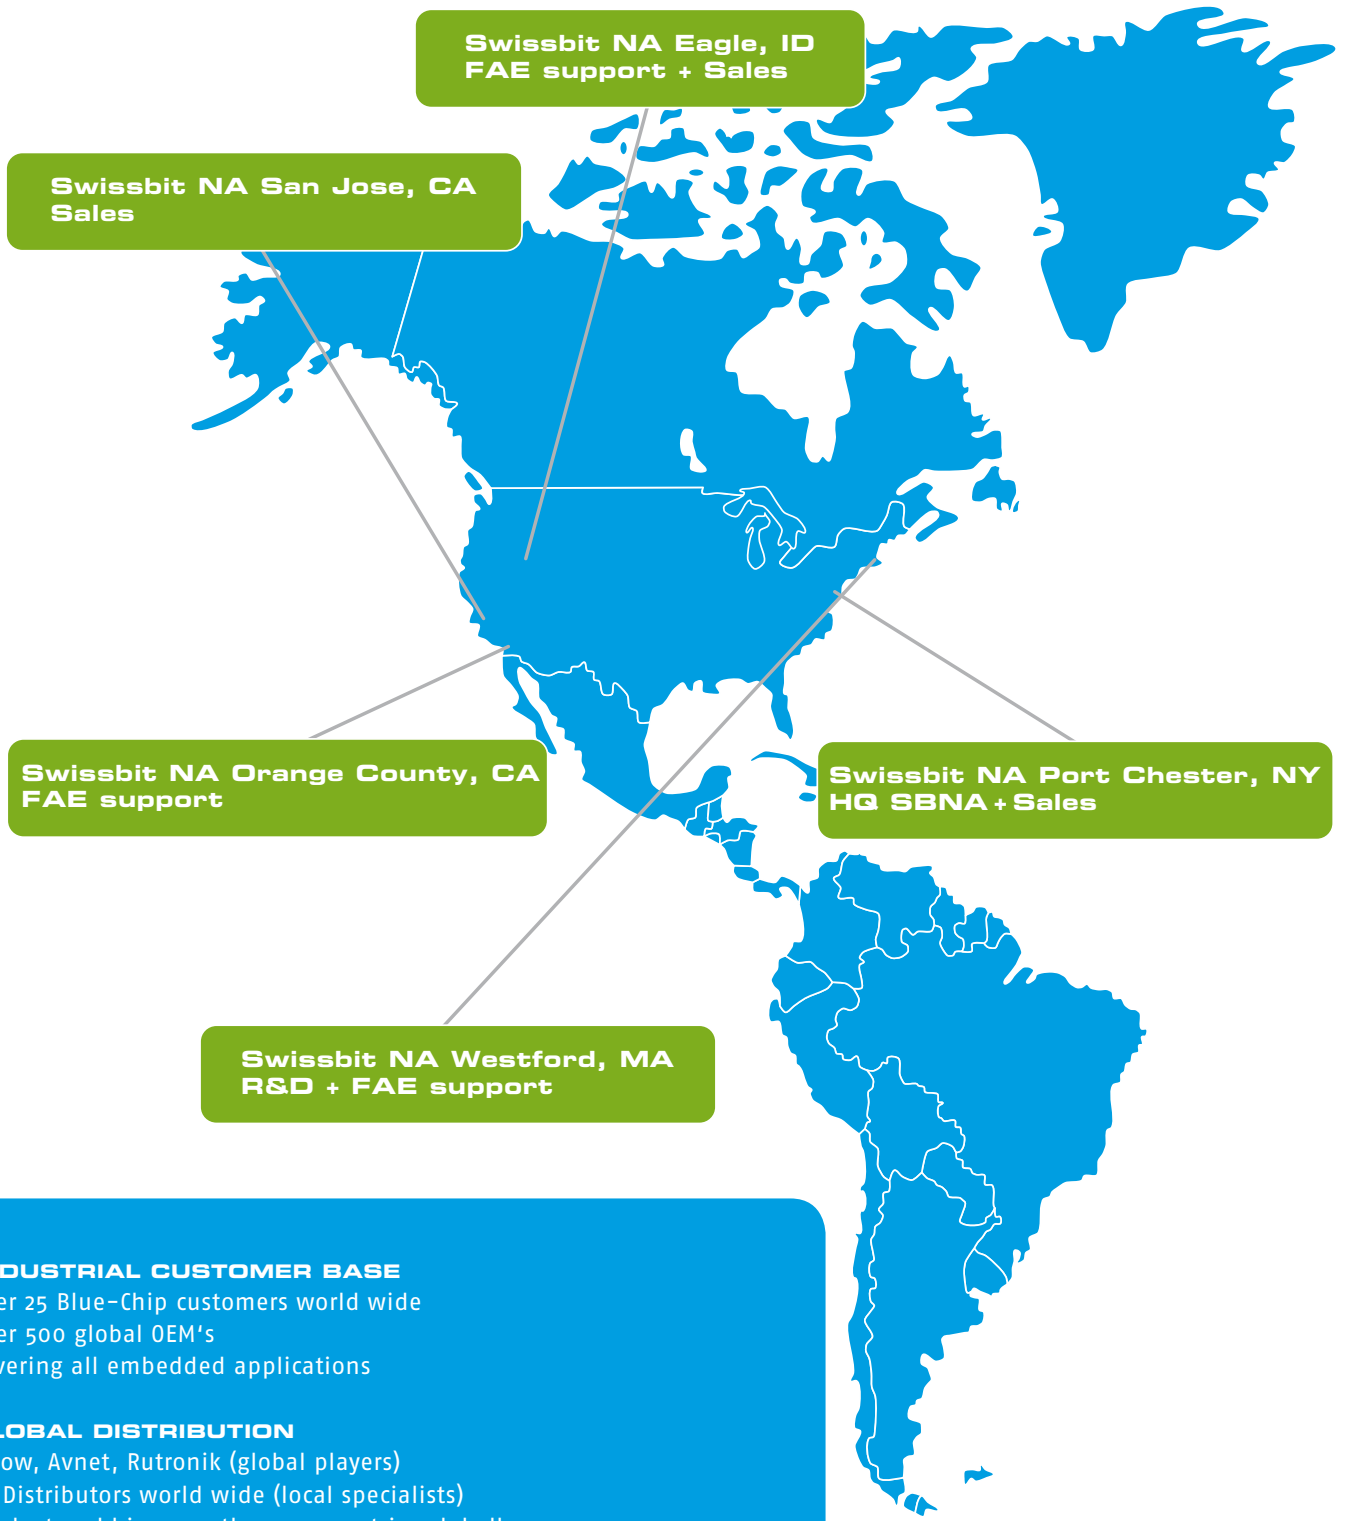 Swissbit NA Eagle, ID
FAE support + Sales
Swissbit NA San Jose, CA
Sales
Swissbit NA Orange County, CA
FAE support
Swissbit NA Port Chester, NY
HQ SBNA + Sales
Swissbit NA Westford, MA
R&D + FAE support
DUSTRIAL CUSTOMER BASE
er 25 Blue-Chip customers world wide
er 500 global OEM's
vering all embedded applications
LOBAL DISTRIBUTION
ow, Avnet, Rutronik (global players)
Distributors world wide (local specialists)